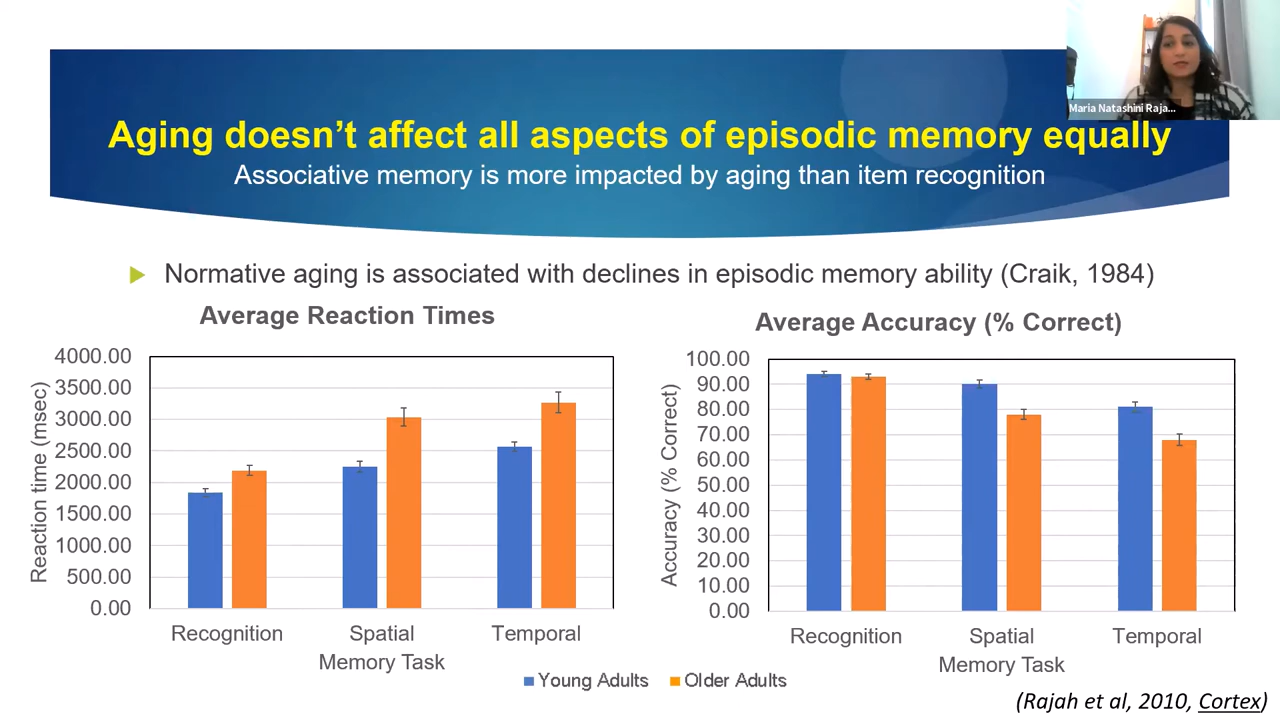 Maria Natashini Raja...
Aging doesn't affect all aspects of episodic memory equally
Associative memory is more impacted by aging than item recognition
Normative aging is associated with declines in episodic memory ability (Craik, 1984)
Average Reaction Times
Reaction time (msec)
4000.00
3500.00
3000.00
2500.00
2000.00
1500.00
1000.00
500.00
0.00
Recognition Spatial Temporal
Memory Task
Average Accuracy (% Correct)
Accuracy (% Correct)
100.00
90.00
80.00
70.00
60.00
50.00
40.00
30.00
20.00
10.00
0.00
Recognition Spatial Temporal
Memory Task
Young Adults Older Adults
(Rajah et al, 2010, Cortex)